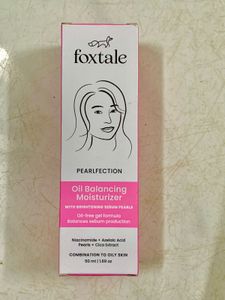 foxtale
PEARLFECTION
Oil Balancing
Moisturizer
WITH BRIGHTENING SEBUM PEARLS
Oil-free gel formula
Balances sebum production
Niacinamide + Azelaic Acid
Pearls + Cica Extract
COMBINATION TO OILY SKIN
50 ml | 1.69 oz